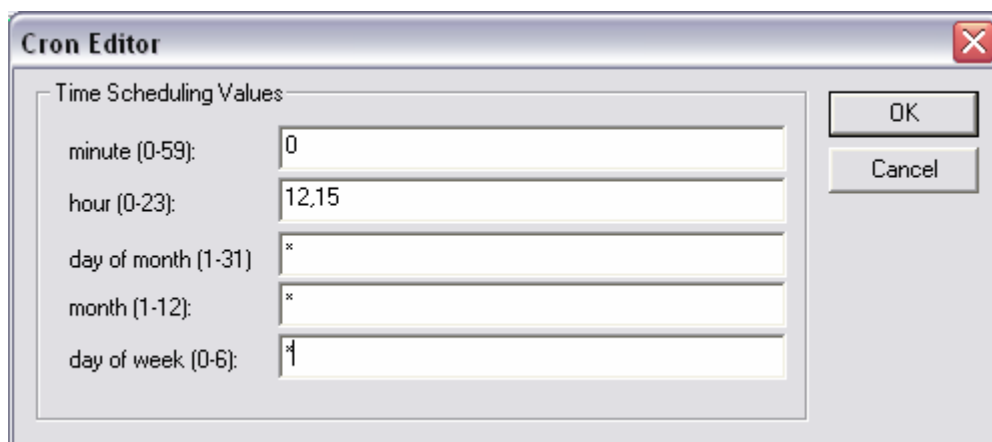 Cron Editor
Time Scheduling Values
OK
Cancel
minute (0-59): 0
hour (0-23): 12,15
day of month (1-31) *
month (1-12): *
day of week (0-6): *